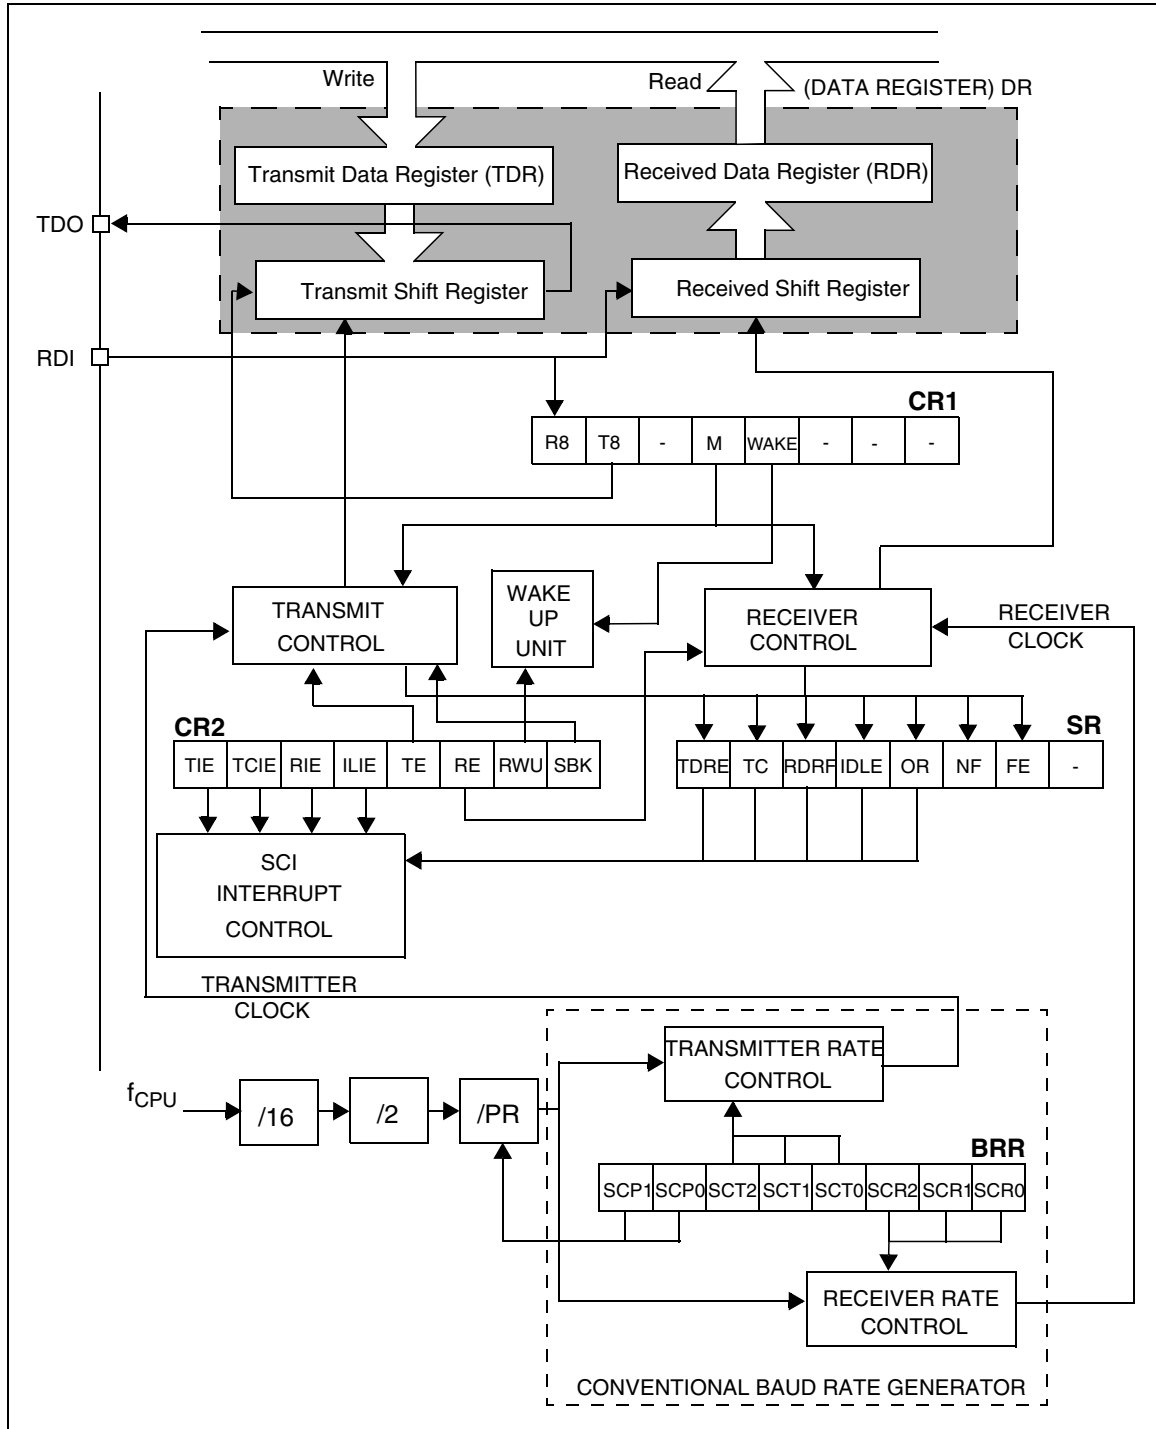 Write
Read
(DATA REGISTER) DR
Transmit Data Register (TDR)
Received Data Register (RDR)
TDO
Transmit Shift Register
Received Shift Register
RDI
CR1
R8 T8 - M WAKE - - -
TRANSMIT
CONTROL
WAKE
UP
UNIT
RECEIVER
CONTROL
RECEIVER
CLOCK
CR2
SR
TIE TCIE RIE ILIE TE RE RWU SBK
TDRE TC RDRF IDLE OR NF FE -
SCI
INTERRUPT
CONTROL
TRANSMITTER
CLOCK
TRANSMITTER RATE
CONTROL
fCPU
/16
/2
/PR
BRR
SCP1 SCP0 SCT2 SCT1 SCT0 SCR2 SCR1 SCR0
RECEIVER RATE
CONTROL
CONVENTIONAL BAUD RATE GENERATOR